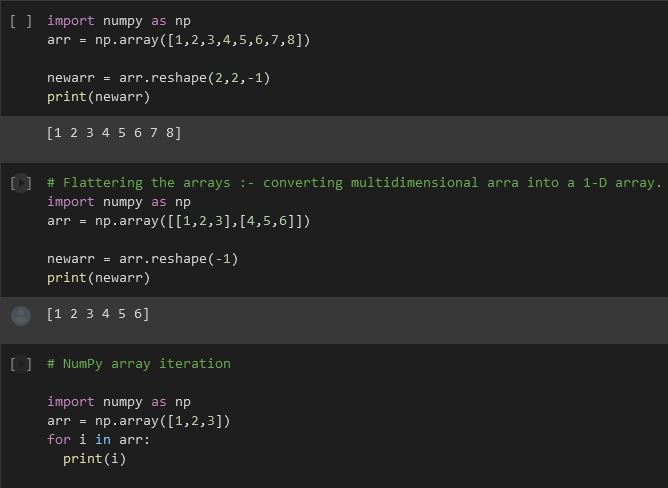 [ ] import numpy as np
arr = np.array([1,2,3,4,5,6,7,8])
newarr = arr.reshape(2,2,-1)
print(newarr)
[1 2 3 4 5 6 7 8]
[ ] # Flattering the arrays :- converting multidimensional arra into a 1-D array.
import numpy as np
arr = np.array([[1,2,3],[4,5,6]])
newarr = arr.reshape(-1)
print(newarr)
[1 2 3 4 5 6]
[ ] # NumPy array iteration
import numpy as np
arr = np.array([1,2,3])
for i in arr:
  print(i)